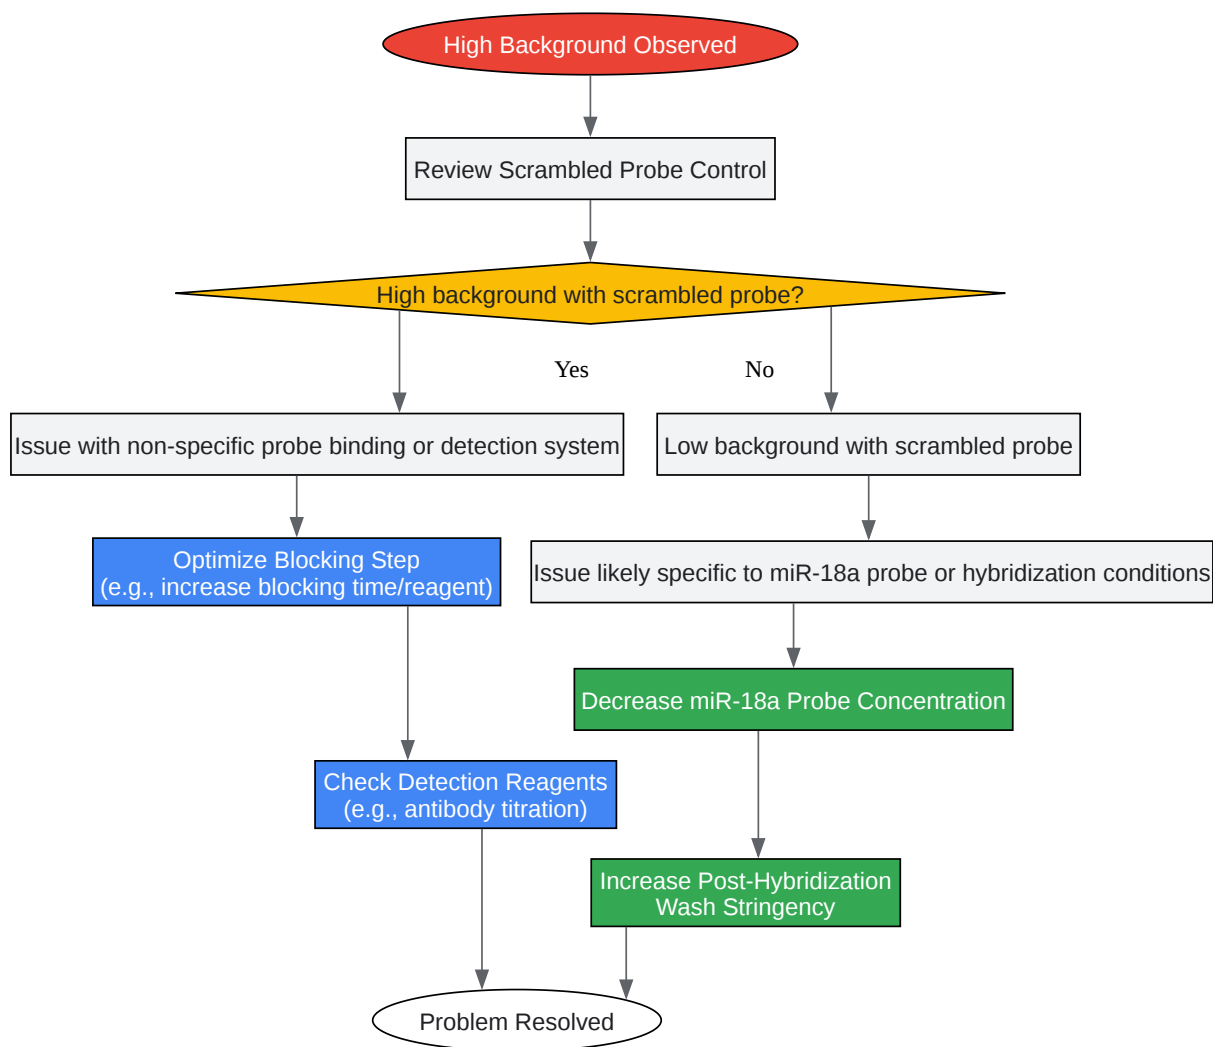 High Background Observed
Review Scrambled Probe Control
High background with scrambled probe?
Yes
No
Issue with non-specific probe binding or detection system
Low background with scrambled probe
Optimize Blocking Step
(e.g., increase blocking time/reagent)
Issue likely specific to miR-18a probe or hybridization conditions
Decrease miR-18a Probe Concentration
Check Detection Reagents
(e.g., antibody titration)
Increase Post-Hybridization
Wash Stringency
Problem Resolved